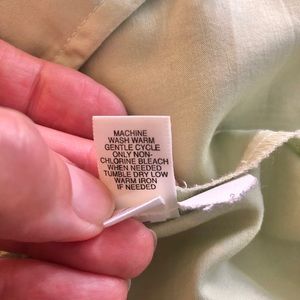 MACHINE
WASH WARM
GENTLE CYCLE
ONLY NON-
CHLORINE BLEACH
WHEN NEEDED
TUMBLE DRY LOW
WARM IRON
IF NEEDED